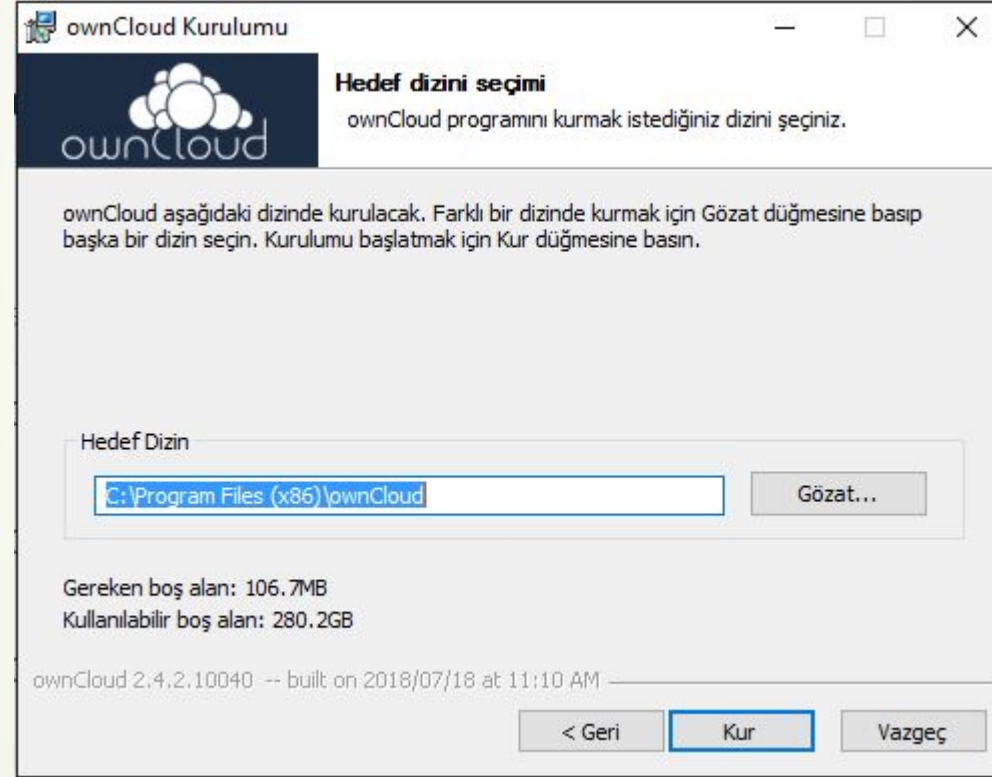 ownCloud Kurulumu
ownCloud
Hedef dizini seçimi
ownCloud programını kurmak istediğiniz dizini şeçiniz.
ownCloud aşağıdaki dizinde kurulacak. Farklı bir dizinde kurmak için Gözat düğmesine basıp
başka bir dizin seçin. Kurulumu başlatmak için Kur düğmesine basın.
Hedef Dizin
C:\Program Files (x86)\ownCloud
Gözat...
Gereken boş alan: 106.7MB
Kullanılabilir boş alan: 280.2GB
ownCloud 2.4.2.10040 -- built on 2018/07/18 at 11:10 AM
< Geri
Kur
Vazgeç